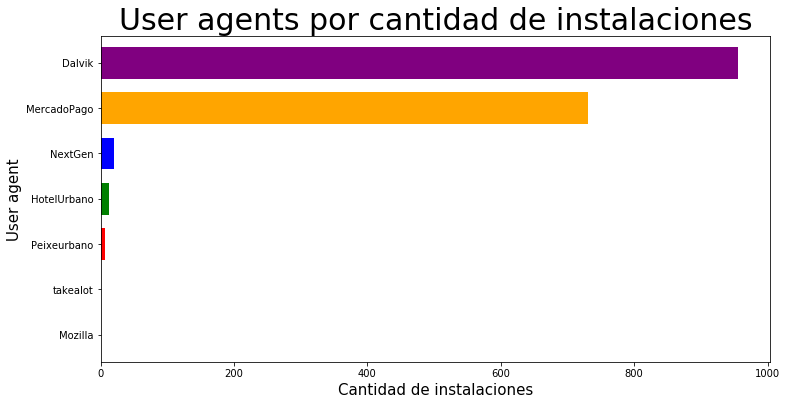 User agents por cantidad de instalaciones
User agent
Dalvik
MercadoPago
NextGen
HotelUrbano
Peixeurbano
takealot
Mozilla
0 200 400 600 800 1000
Cantidad de instalaciones